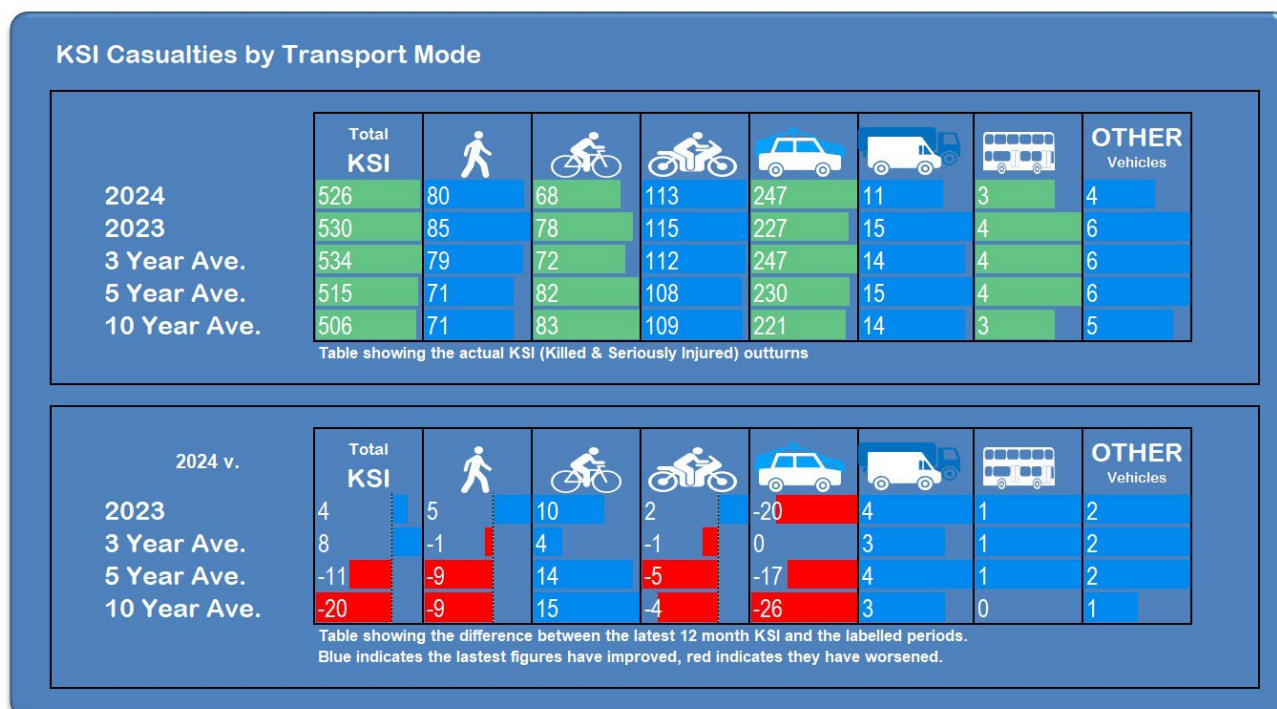 KSI Casualties by Transport Mode
Total KSI OTHER Vehicles
2024 526 80 68 113 247 11 3 4
2023 530 85 78 115 227 15 4 6
3 Year Ave. 534 79 72 112 247 14 4 6
5 Year Ave. 515 71 82 108 230 15 4 6
10 Year Ave. 506 71 83 109 221 14 3 5
Table showing the actual KSI (Killed & Seriously Injured) outturns
2024 v. Total KSI OTHER Vehicles
2023 4 5 10 2 -20 4 1 2
3 Year Ave. 8 -1 4 -1 0 3 1 2
5 Year Ave. -11 -9 14 -5 -17 4 1 2
10 Year Ave. -20 -9 15 -4 -26 3 0 1
Table showing the difference between the latest 12 month KSI and the labelled periods.
Blue indicates the lastest figures have improved, red indicates they have worsened.